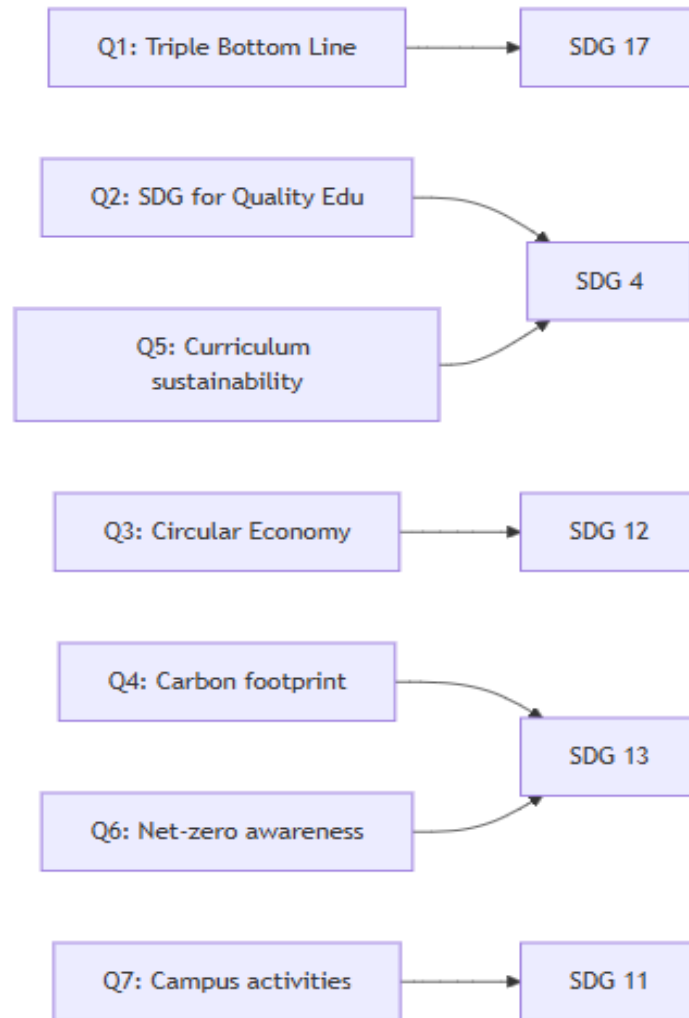 Q1: Triple Bottom Line
SDG 17
Q2: SDG for Quality Edu
SDG 4
Q5: Curriculum
sustainability
Q3: Circular Economy
SDG 12
Q4: Carbon footprint
SDG 13
Q6: Net-zero awareness
Q7: Campus activities
SDG 11